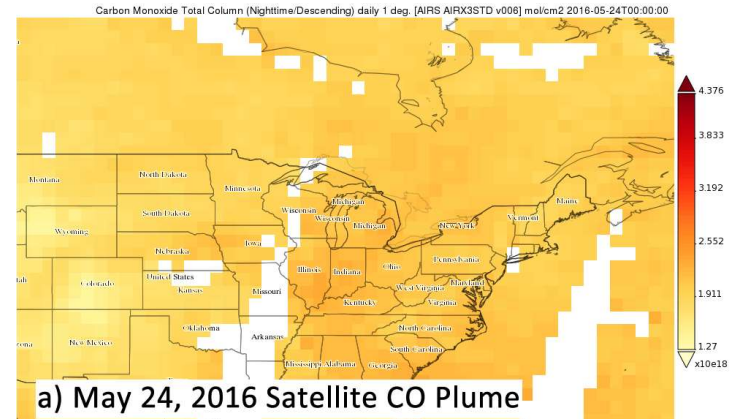 Carbon Monoxide Total Column (Nighttime/Descending) daily 1 deg. [AIRS AIRX3STD v006] mol/cm2 2016-05-24T00:00:00
4.376
3.833
3.192
2.552
1.911
1.27
x10e18
Montana
North Dakota
Minnesota
Michigan
Maine
South Dakota
Wisconsin
Wisconsin
Vermont
Wyoming
Michigan
New York
Nebraska
Iowa
Pennsylvania
tah
Colorado
United States
Kansas
Missouri
Illinois
Indiana
Ohio
West Virginia
Maryland
Kentucky
Virginia
ona
New Mexico
Oklahoma
Arkansas
North Carolina
South Carolina
Mississippi
Alabama
Georgia
a) May 24, 2016 Satellite CO Plume